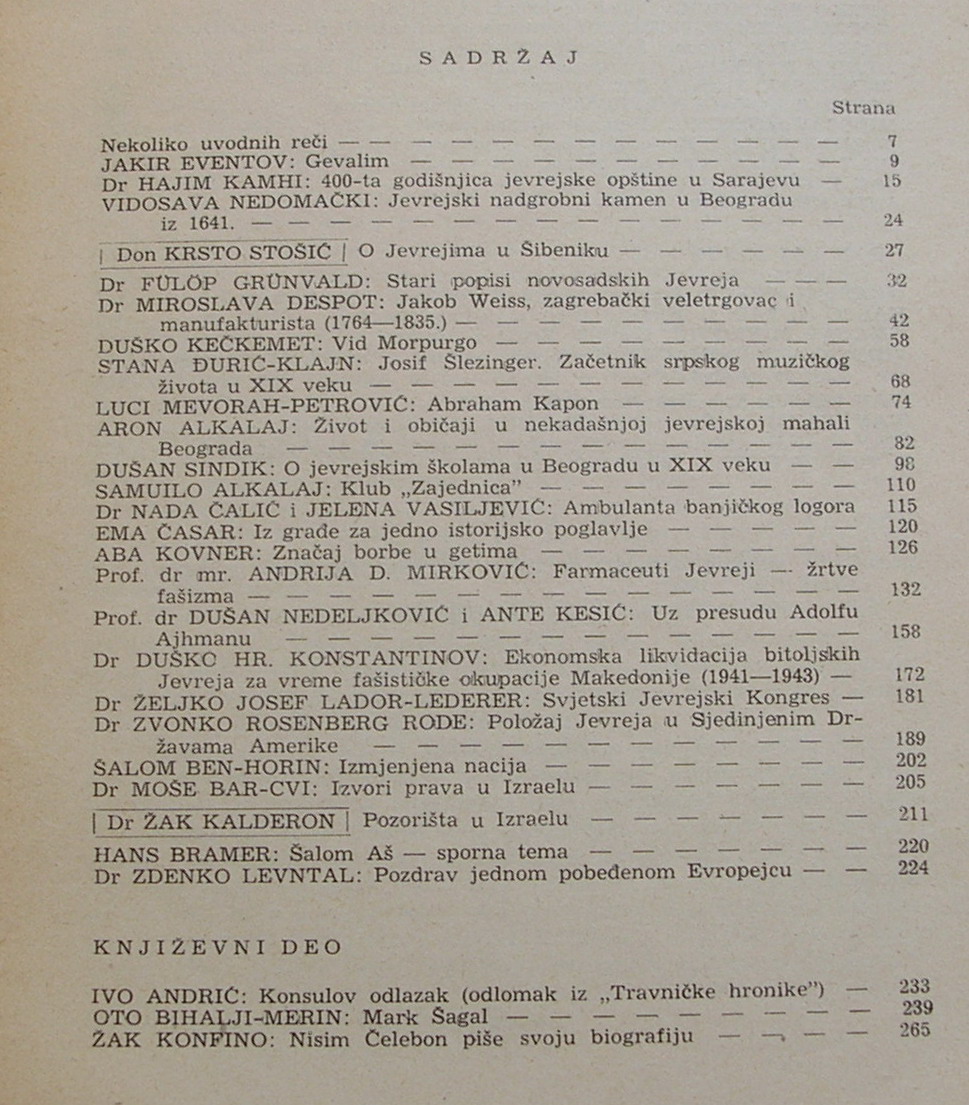 SADRŽAJ
Strana
Nekoliko uvodnih reči — — — — — — — — — — — — 7
JAKIR EVENTOV: Gevalim — — — — — — — — — — — 9
Dr HAJIM KAMHI: 400-ta godišnjica jevrejske opštine u Sarajevu — 15
VIDOSAVA NEDOMAČKI: Jevrejski nadgrobni kamen u Beogradu
iz 1641. — — — — — — — — — — — — — — — 24
| Don KRSTO STOŠIĆ | O Jevrejima u Šibeniku — — — — — 27
Dr FÜLÖP GRÜNVALD: Stari popisi novosadskih Jevreja — — — 32
Dr MIROSLAVA DESPOT: Jakob Weiss, zagrebački veletrgovac i
manufakturista (1764—1835.) — — — — — — — — — — 42
DUŠKO KEČKEMET: Vid Morpurgo — — — — — — — — 58
STANA ĐURIĆ-KLAJN: Josif Šlezinger. Začetnik srpskog muzičkog
života u XIX veku — — — — — — — — — — — — 68
LUCI MEVORAH-PETROVIĆ: Abraham Kapon — — — — — — 74
ARON ALKALAJ: Život i običaji u nekadašnjoj jevrejskoj mahali
Beograda — — — — — — — — — — — — — — 82
DUŠAN SINDIK: O jevrejskim školama u Beogradu u XIX veku — — 98
SAMUILO ALKALAJ: Klub „Zajednica” — — — — — — — — 110
Dr NADA ĆALIĆ i JELENA VASILJEVIĆ: Ambulanta banjičkog logora 115
EMA ČASAR: Iz građe za jedno istorijsko poglavlje — — — — — 120
ABA KOVNER: Značaj borbe u getima — — — — — — — — 126
Prof. dr mr. ANDRIJA D. MIRKOVIĆ: Farmaceuti Jevreji — žrtve
fašizma — — — — — — — — — — — — — — — 132
Prof. dr DUŠAN NEDELJKOVIĆ i ANTE KESIĆ: Uz presudu Adolfu
Ajhmanu — — — — — — — — — — — — — — 158
Dr DUŠKO HR. KONSTANTINOV: Ekonomska likvidacija bitoljskih
Jevreja za vreme fašističke okupacije Makedonije (1941—1943) — 172
Dr ŽELJKO JOSEF LADOR-LEDERER: Svjetski Jevrejski Kongres — 181
Dr ZVONKO ROSENBERG RODE: Položaj Jevreja u Sjedinjenim Dr-
žavama Amerike — — — — — — — — — — — — 189
ŠALOM BEN-HORIN: Izmjenjena nacija — — — — — — — — 202
Dr MOŠE BAR-CVI: Izvori prava u Izraelu — — — — — — — 205
| Dr ŽAK KALDERON | Pozorišta u Izraelu — — — — — — — 211
HANS BRAMER: Šalom Aš — sporna tema — — — — — — — 220
Dr ZDENKO LEVNTAL: Pozdrav jednom pobeđenom Evropejcu — — 224
KNJIŽEVNI DEO
IVO ANDRIĆ: Konsulov odlazak (odlomak iz „Travničke hronike”) — 233
OTO BIHALJI-MERIN: Mark Šagal — — — — — — — — — 239
ŽAK KONFINO: Nisim Čelebon piše svoju biografiju — — — — 265